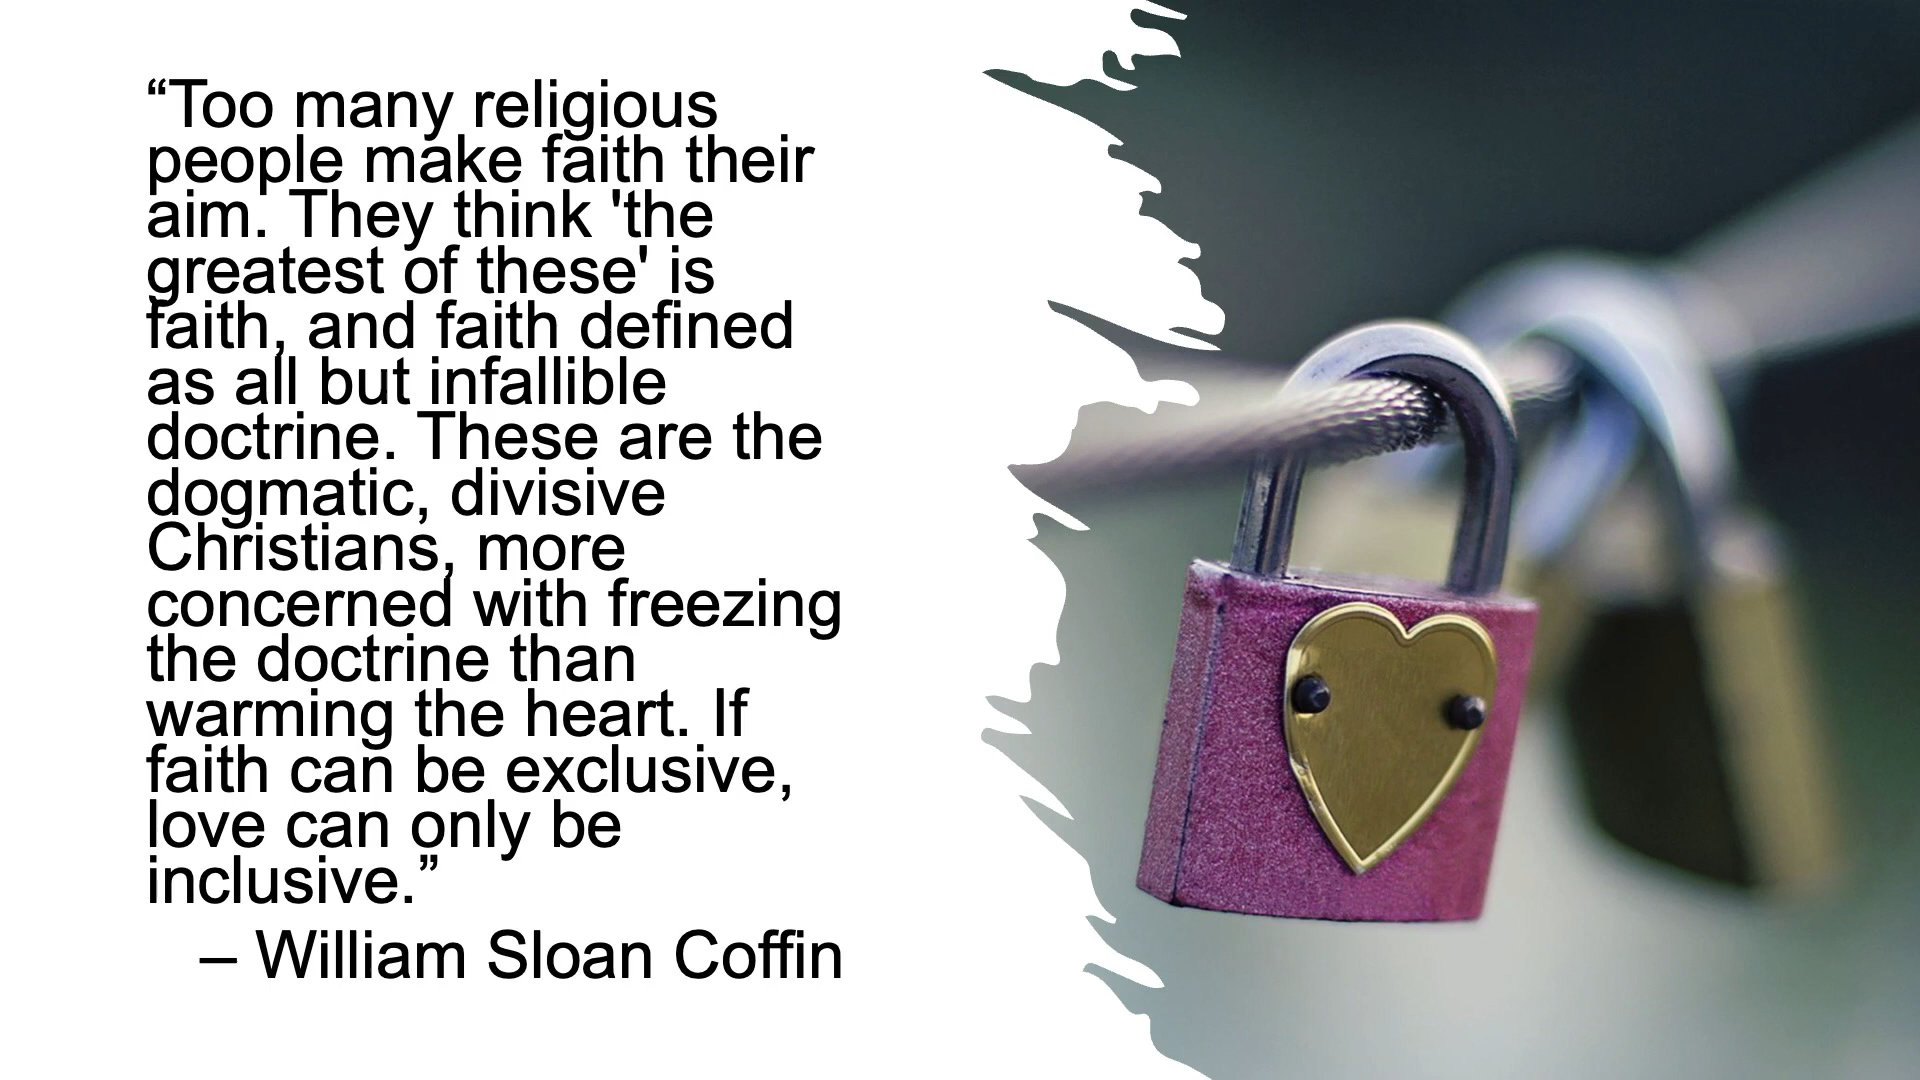 “Too many religious
people make faith their
aim. They think 'the
greatest of these' is
faith, and faith defined
as all but infallible
doctrine. These are the
dogmatic, divisive
Christians, more
concerned with freezing
the doctrine than
warming the heart. If
faith can be exclusive,
love can only be
inclusive.”
– William Sloan Coffin